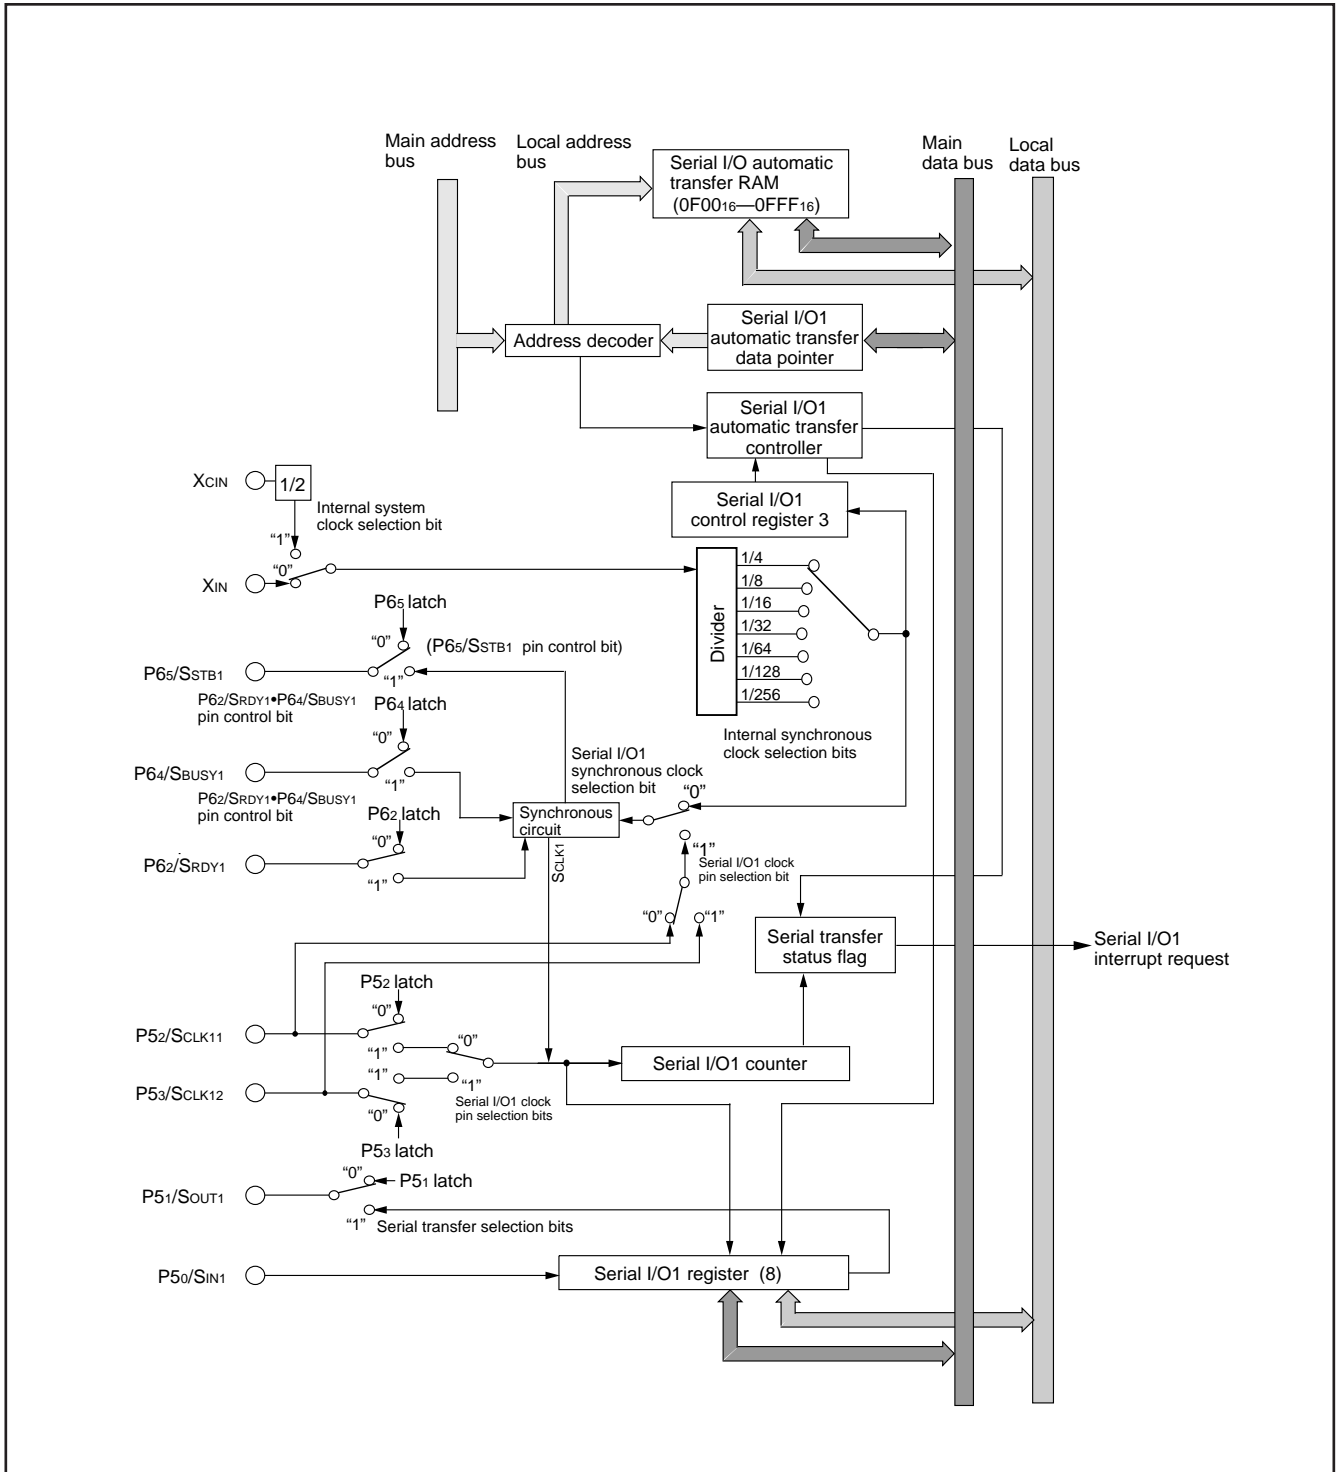 Main address
bus
Local address
bus
Serial I/O automatic
transfer RAM
(0F0016—0FFF16)
Main
data bus
Local
data bus
Address decoder
Serial I/O1
automatic transfer
data pointer
Serial I/O1
automatic transfer
controller
XCIN
1/2
Internal system
clock selection bit
“1”
“0”
XIN
Serial I/O1
control register 3
Divider
1/4
1/8
1/16
1/32
1/64
1/128
1/256
Internal synchronous
clock selection bits
P65 latch
“0”
(P65/SSTB1 pin control bit)
P65/SSTB1
“1”
P62/SRDY1•P64/SBUSY1
pin control bit
P64 latch
“0”
P64/SBUSY1
“1”
P62/SRDY1•P64/SBUSY1
pin control bit
P62 latch
“0”
P62/SRDY1
“1”
Serial I/O1
synchronous clock
selection bit
“0”
Synchronous
circuit
SCLK1
“1”
Serial I/O1 clock
pin selection bit
“0”
“1”
Serial transfer
status flag
Serial I/O1
interrupt request
P52 latch
“0”
P52/SCLK11
“1”
“0”
Serial I/O1 counter
P53/SCLK12
“1”
“1”
Serial I/O1 clock
pin selection bits
“0”
P53 latch
“0”
P51 latch
P51/SOUT1
“1”
Serial transfer selection bits
P50/SIN1
Serial I/O1 register (8)